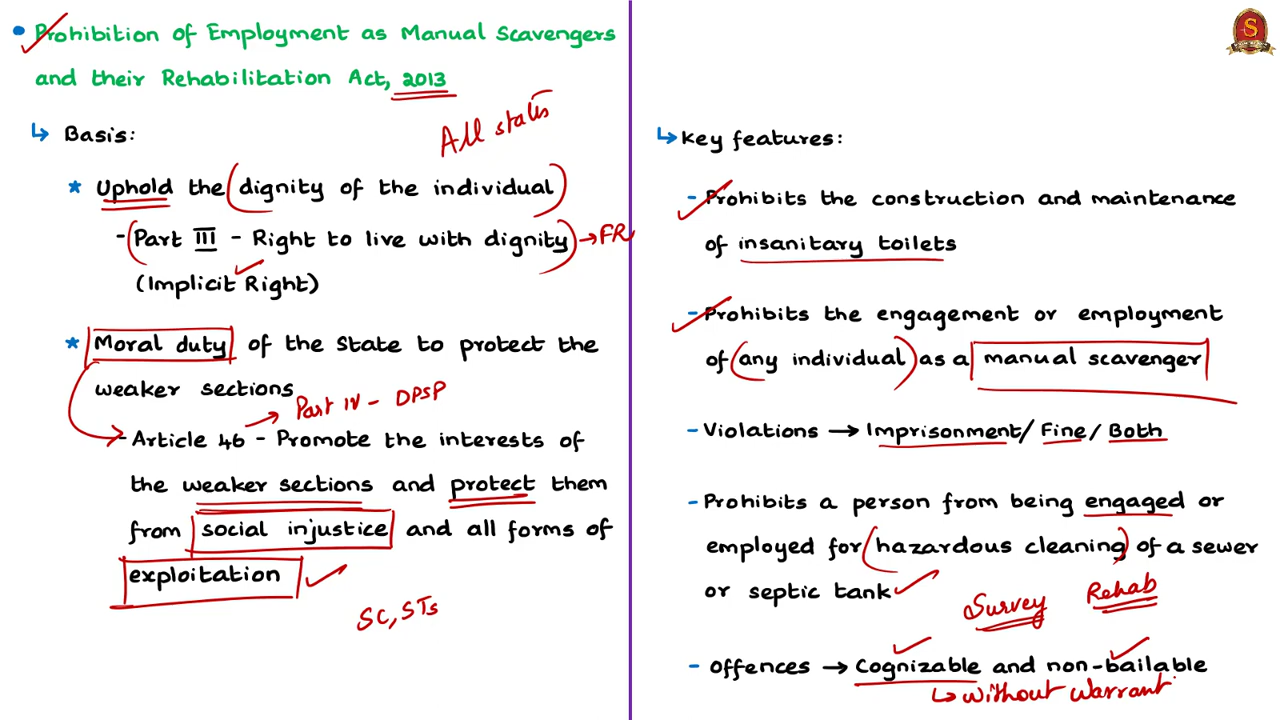 • Prohibition of Employment as Manual Scavengers
and their Rehabilitation Act, 2013
↳ Basis:
All states
* Uphold the (dignity of the individual)
- (Part III - Right to live with dignity) → FR
(Implicit Right)
* Moral duty of the State to protect the
weaker sections
→ Part IV - DPSP
- Article 46 - Promote the interests of
the weaker sections and protect them
from social injustice and all forms of
exploitation
SC, STs
S
↳ Key features:
- Prohibits the construction and maintenance
of insanitary toilets
- Prohibits the engagement or employment
of (any individual) as a manual scavenger
- Violations → Imprisonment/ Fine/ Both
- Prohibits a person from being engaged or
employed for (hazardous cleaning) of a sewer
or septic tank
Survey Rehab
- Offences → Cognizable and non-bailable
↳ without warrant